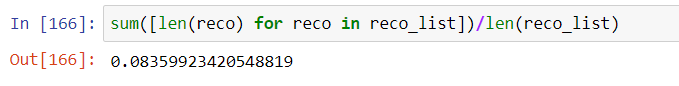 In [166]: sum([len(reco) for reco in reco_list])/len(reco_list)
Out[166]: 0.08359923420548819